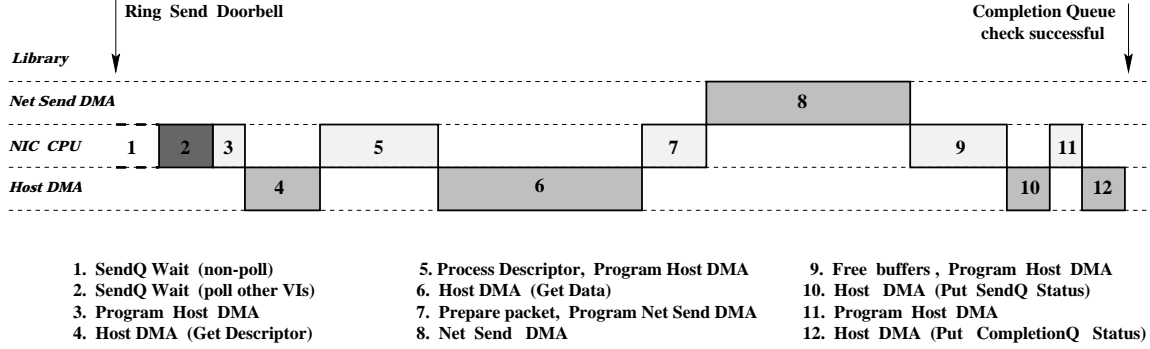 Ring Send Doorbell
Completion Queue
check successful
Library
Net Send DMA
8
NIC CPU
1 2 3 5 7 9 11
Host DMA
4 6 10 12
1. SendQ Wait (non-poll)
2. SendQ Wait (poll other VIs)
3. Program Host DMA
4. Host DMA (Get Descriptor)
5. Process Descriptor, Program Host DMA
6. Host DMA (Get Data)
7. Prepare packet, Program Net Send DMA
8. Net Send DMA
9. Free buffers , Program Host DMA
10. Host DMA (Put SendQ Status)
11. Program Host DMA
12. Host DMA (Put CompletionQ Status)